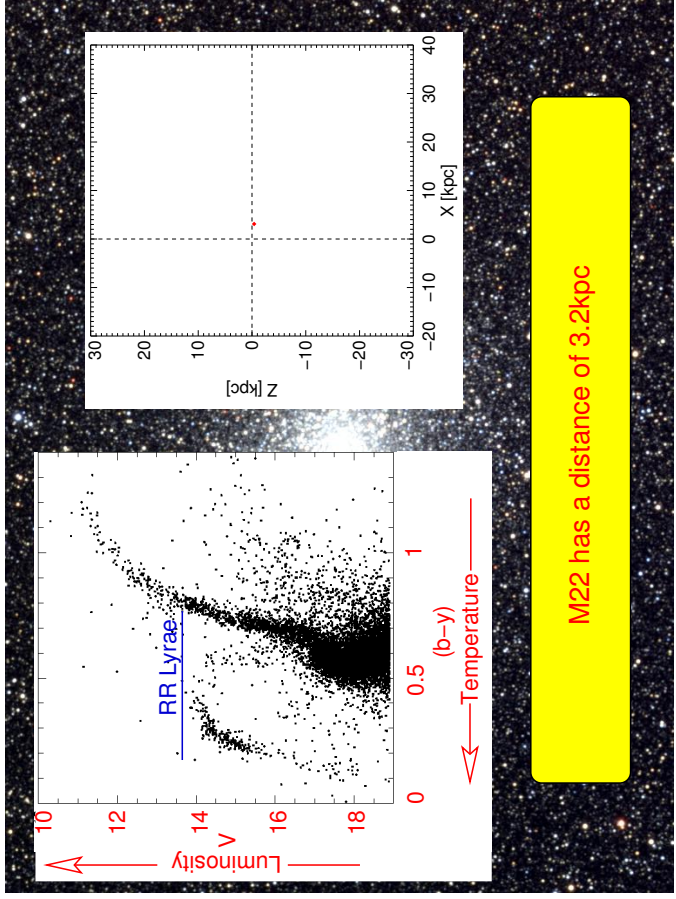 10
12
14
16
18
V
Luminosity
RR Lyrae
0
0.5
1
(b−y)
Temperature
30
20
10
0
−10
−20
−30
Z [kpc]
−20
−10
0
10
20
30
40
X [kpc]
M22 has a distance of 3.2kpc